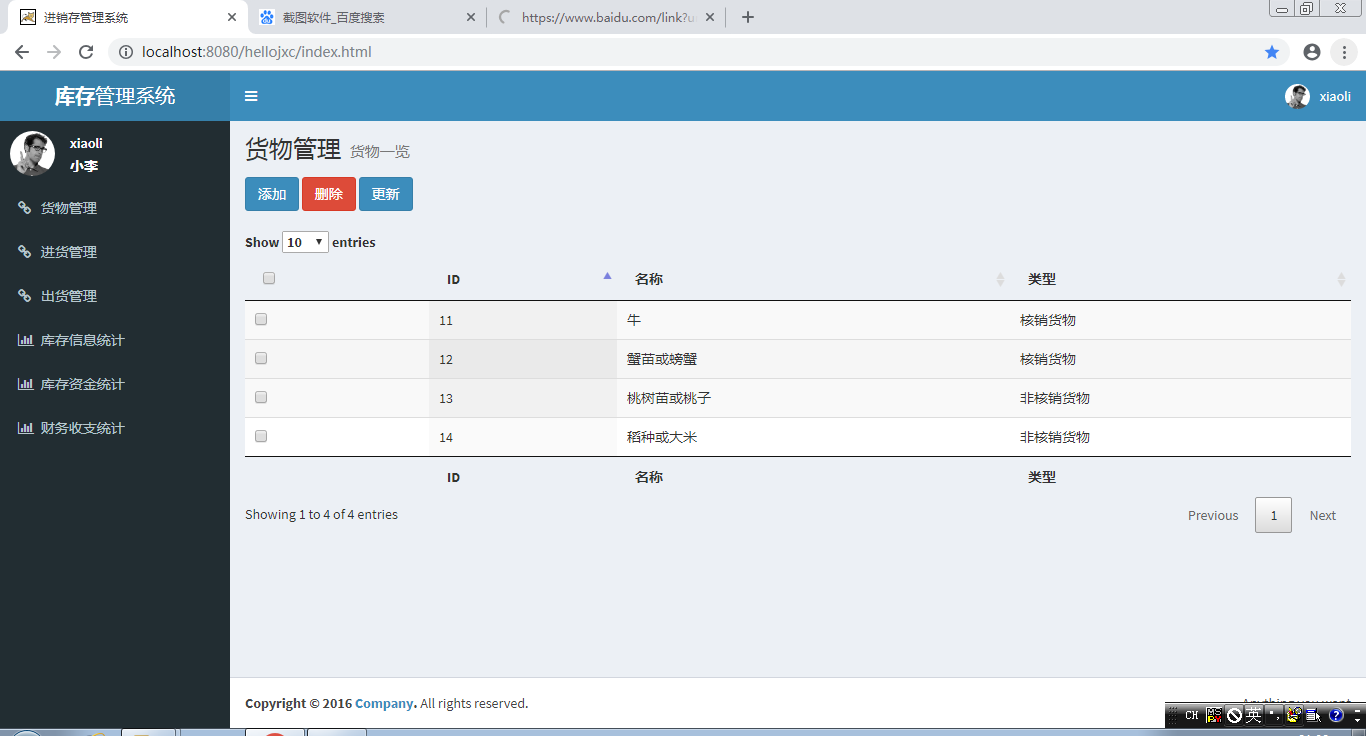 进销存管理系统
截图软件_百度搜索
https://www.baidu.com/link?u
localhost:8080/hellojxc/index.html
库存管理系统
xiaoli
xiaoli
小李
货物管理
进货管理
出货管理
库存信息统计
库存资金统计
财务收支统计
货物管理 货物一览
添加 删除 更新
Show 10 entries
ID 名称 类型
11 牛 核销货物
12 蟹苗或螃蟹 核销货物
13 桃树苗或桃子 非核销货物
14 稻种或大米 非核销货物
ID 名称 类型
Showing 1 to 4 of 4 entries
Previous 1 Next
Copyright © 2016 Company. All rights reserved.
CH 英